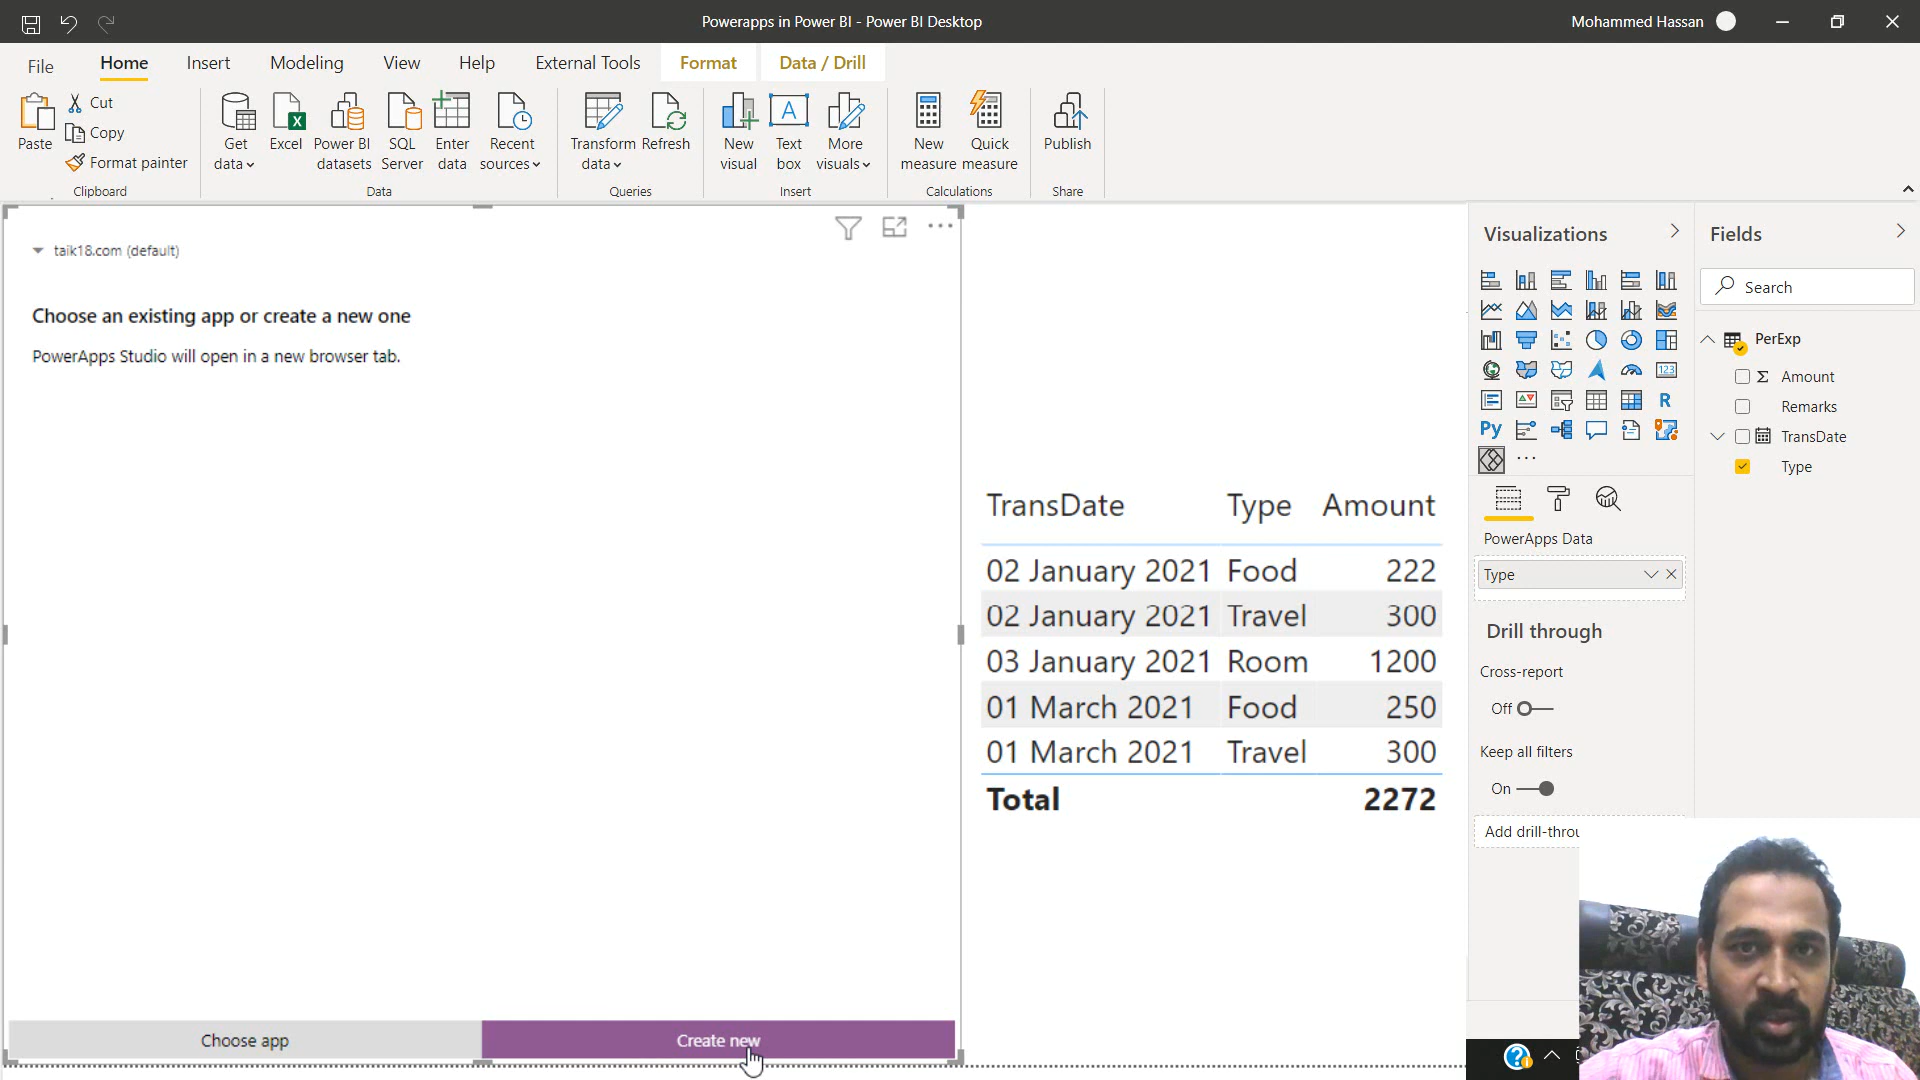 Powerapps in Power BI - Power BI Desktop
Mohammed Hassan
File Home Insert Modeling View Help External Tools Format Data / Drill
Paste
Cut
Copy
Format painter
Clipboard
Get data
Excel
Power BI datasets
SQL Server
Enter data
Recent sources
Data
Transform data
Refresh
Queries
New visual
Text box
More visuals
Insert
New measure
Quick measure
Calculations
Publish
Share
taik18.com (default)
Choose an existing app or create a new one
PowerApps Studio will open in a new browser tab.
Choose app
Create new
TransDate Type Amount
02 January 2021 Food 222
02 January 2021 Travel 300
03 January 2021 Room 1200
01 March 2021 Food 250
01 March 2021 Travel 300
Total 2272
Visualizations
123
R
Py
PowerApps Data
Type
Drill through
Cross-report
Off
Keep all filters
On
Add drill-throu
Fields
Search
PerExp
Σ Amount
Remarks
TransDate
Type